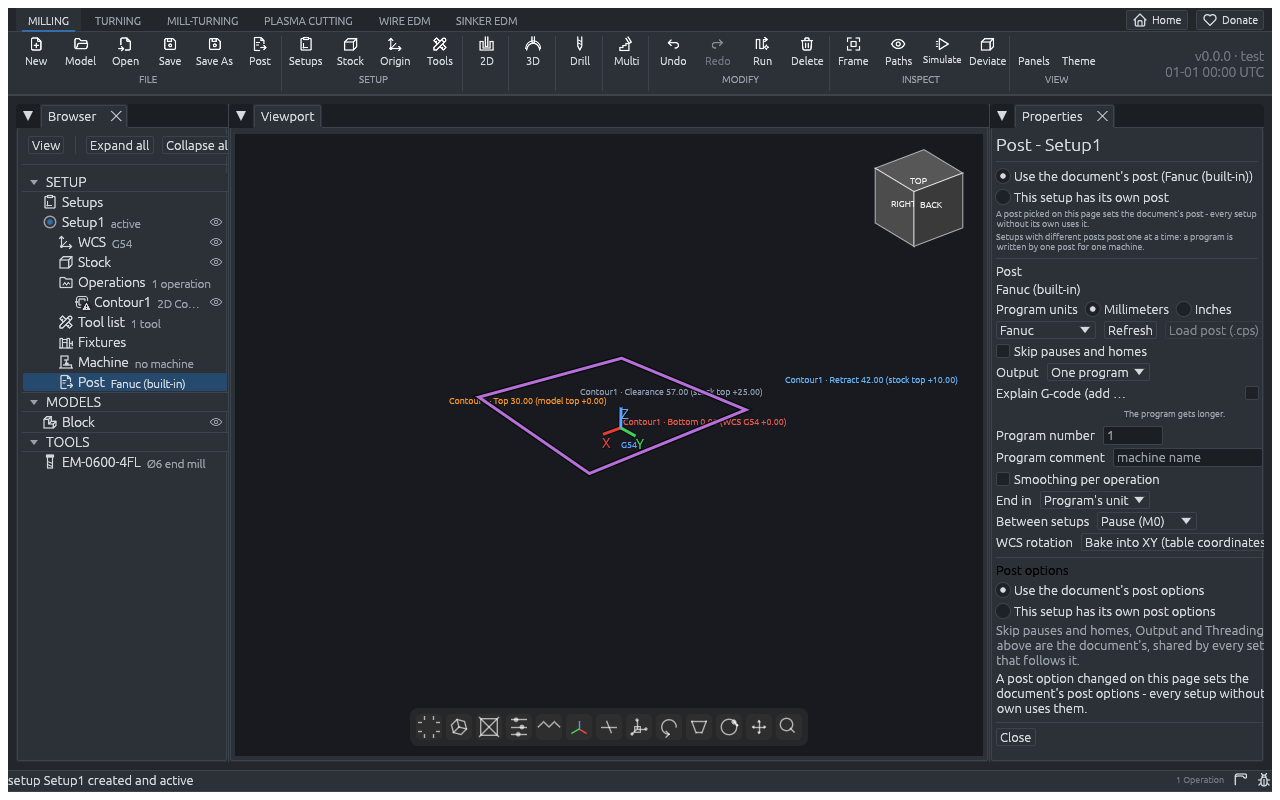 MILLING TURNING MILL-TURNING PLASMA CUTTING WIRE EDM SINKER EDM Home Donate
New Model Open Save Save As Post Setups Stock Origin Tools 2D 3D Drill Multi Undo Redo Run Delete Frame Paths Simulate Deviate Panels Theme
FILE SETUP MODIFY INSPECT VIEW
v0.0.0 · test
01-01 00:00 UTC
Browser
View Expand all Collapse al
SETUP
Setups
Setup1 active
WCS G54
Stock
Operations 1 operation
Contour1 2D Co...
Tool list 1 tool
Fixtures
Machine no machine
Post Fanuc (built-in)
MODELS
Block
TOOLS
EM-0600-4FL Ø6 end mill
Viewport
TOP
RIGHT BACK
Contour1 · Retract 42.00 (stock top +10.00)
Contour1 · Clearance 57.00 (stock top +25.00)
Contour1 · Top 30.00 (model top +0.00)
Contour1 · Bottom 0.00 (WCS G54 +0.00)
Z
X G54 Y
Properties
Post - Setup1
Use the document's post (Fanuc (built-in))
This setup has its own post
A post picked on this page sets the document's post - every setup
without its own uses it.
Setups with different posts post one at a time: a program is
written by one post for one machine.
Post
Fanuc (built-in)
Program units Millimeters Inches
Fanuc Refresh Load post (.cps)
Skip pauses and homes
Output One program
Explain G-code (add ...
The program gets longer.
Program number 1
Program comment machine name
Smoothing per operation
End in Program's unit
Between setups Pause (M0)
WCS rotation Bake into XY (table coordinates
Post options
Use the document's post options
This setup has its own post options
Skip pauses and homes, Output and Threading
above are the document's, shared by every set
that follows it.
A post option changed on this page sets the
document's post options - every setup without
own uses them.
Close
setup Setup1 created and active
1 Operation